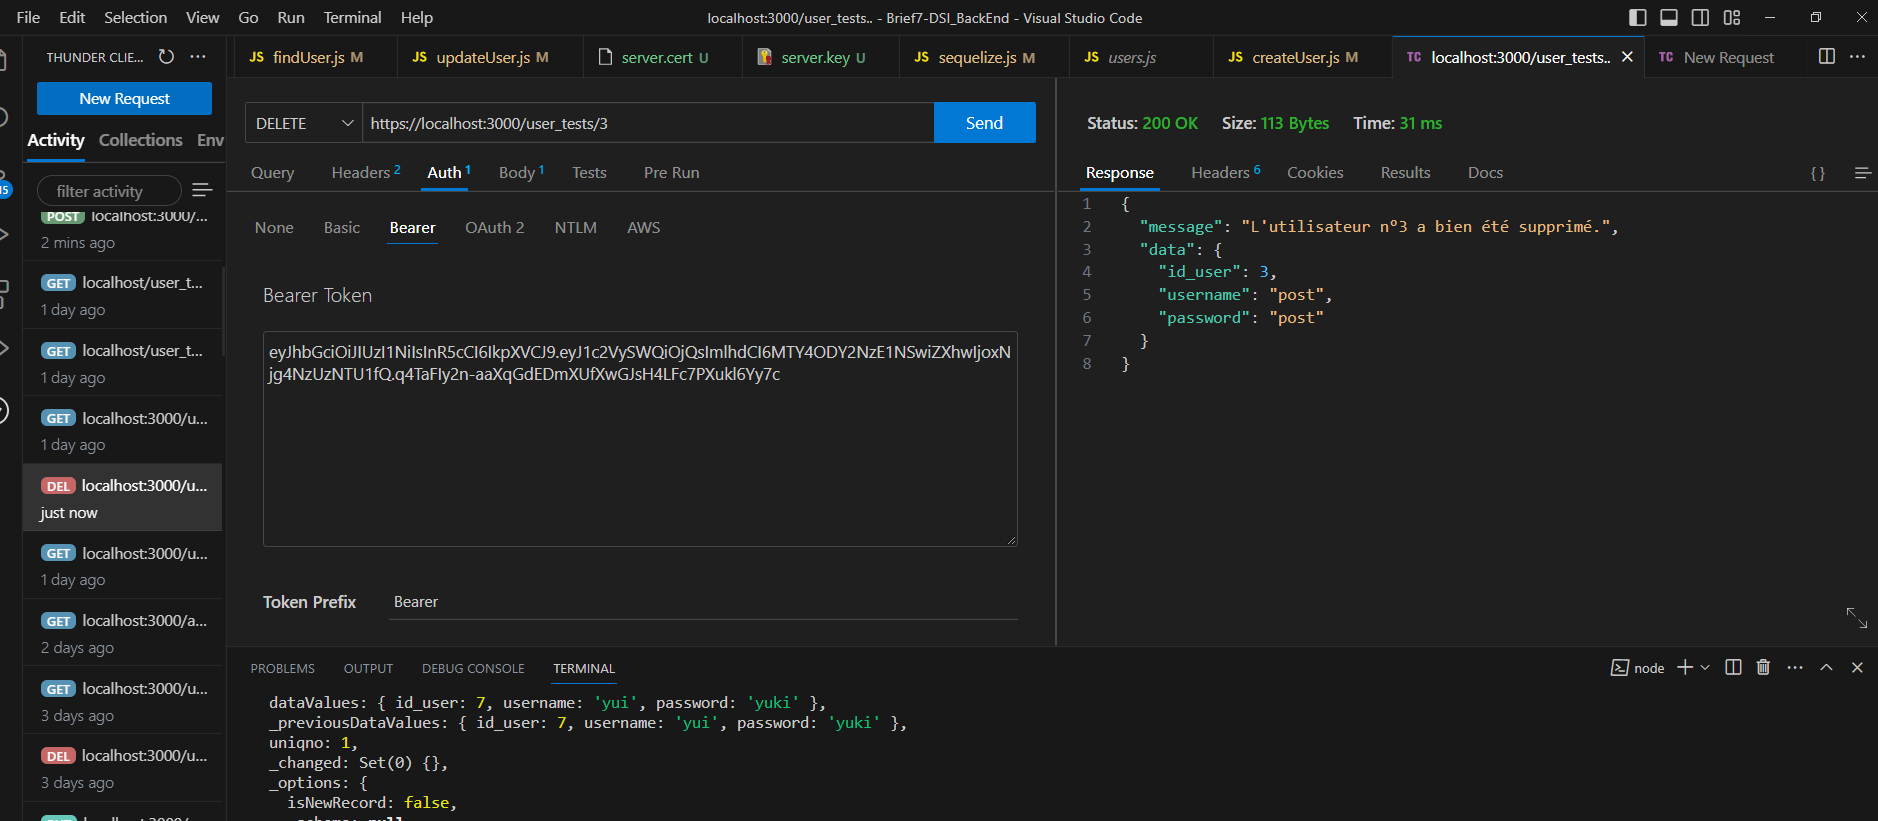 File Edit Selection View Go Run Terminal Help
localhost:3000/user_tests.. - Brief7-DSI_BackEnd - Visual Studio Code
THUNDER CLIE... ···
JS findUser.js M
JS updateUser.js M
server.cert U
server.key U
JS sequelize.js M
JS users.js
JS createUser.js M
TC localhost:3000/user_tests.. ×
TC New Request
New Request
Activity Collections Env
filter activity
15
POST localhost:3000/...
2 mins ago
GET localhost/user_t...
1 day ago
GET localhost/user_t...
1 day ago
GET localhost:3000/u...
1 day ago
DEL localhost:3000/u...
just now
GET localhost:3000/u...
1 day ago
GET localhost:3000/a...
2 days ago
GET localhost:3000/u...
3 days ago
DEL localhost:3000/u...
3 days ago
DELETE https://localhost:3000/user_tests/3 Send
Query Headers 2 Auth 1 Body 1 Tests Pre Run
None Basic Bearer OAuth 2 NTLM AWS
Bearer Token
eyJhbGciOiJIUzI1NiIsInR5cCI6IkpXVCJ9.eyJ1c2VySWQiOjQsImlhdCI6MTY4ODY2NzE1NSwiZXhwIjoxN
jg4NzUzNTU1fQ.q4TaFIy2n-aaXqGdEDmXUfXwGJsH4LFc7PXukl6Yy7c
Token Prefix Bearer
Status: 200 OK Size: 113 Bytes Time: 31 ms
Response Headers 6 Cookies Results Docs {}
1 {
2 "message": "L'utilisateur n°3 a bien été supprimé.",
3 "data": {
4 "id_user": 3,
5 "username": "post",
6 "password": "post"
7 }
8 }
PROBLEMS OUTPUT DEBUG CONSOLE TERMINAL
node
dataValues: { id_user: 7, username: 'yui', password: 'yuki' },
_previousDataValues: { id_user: 7, username: 'yui', password: 'yuki' },
uniqno: 1,
_changed: Set(0) {},
_options: {
isNewRecord: false,